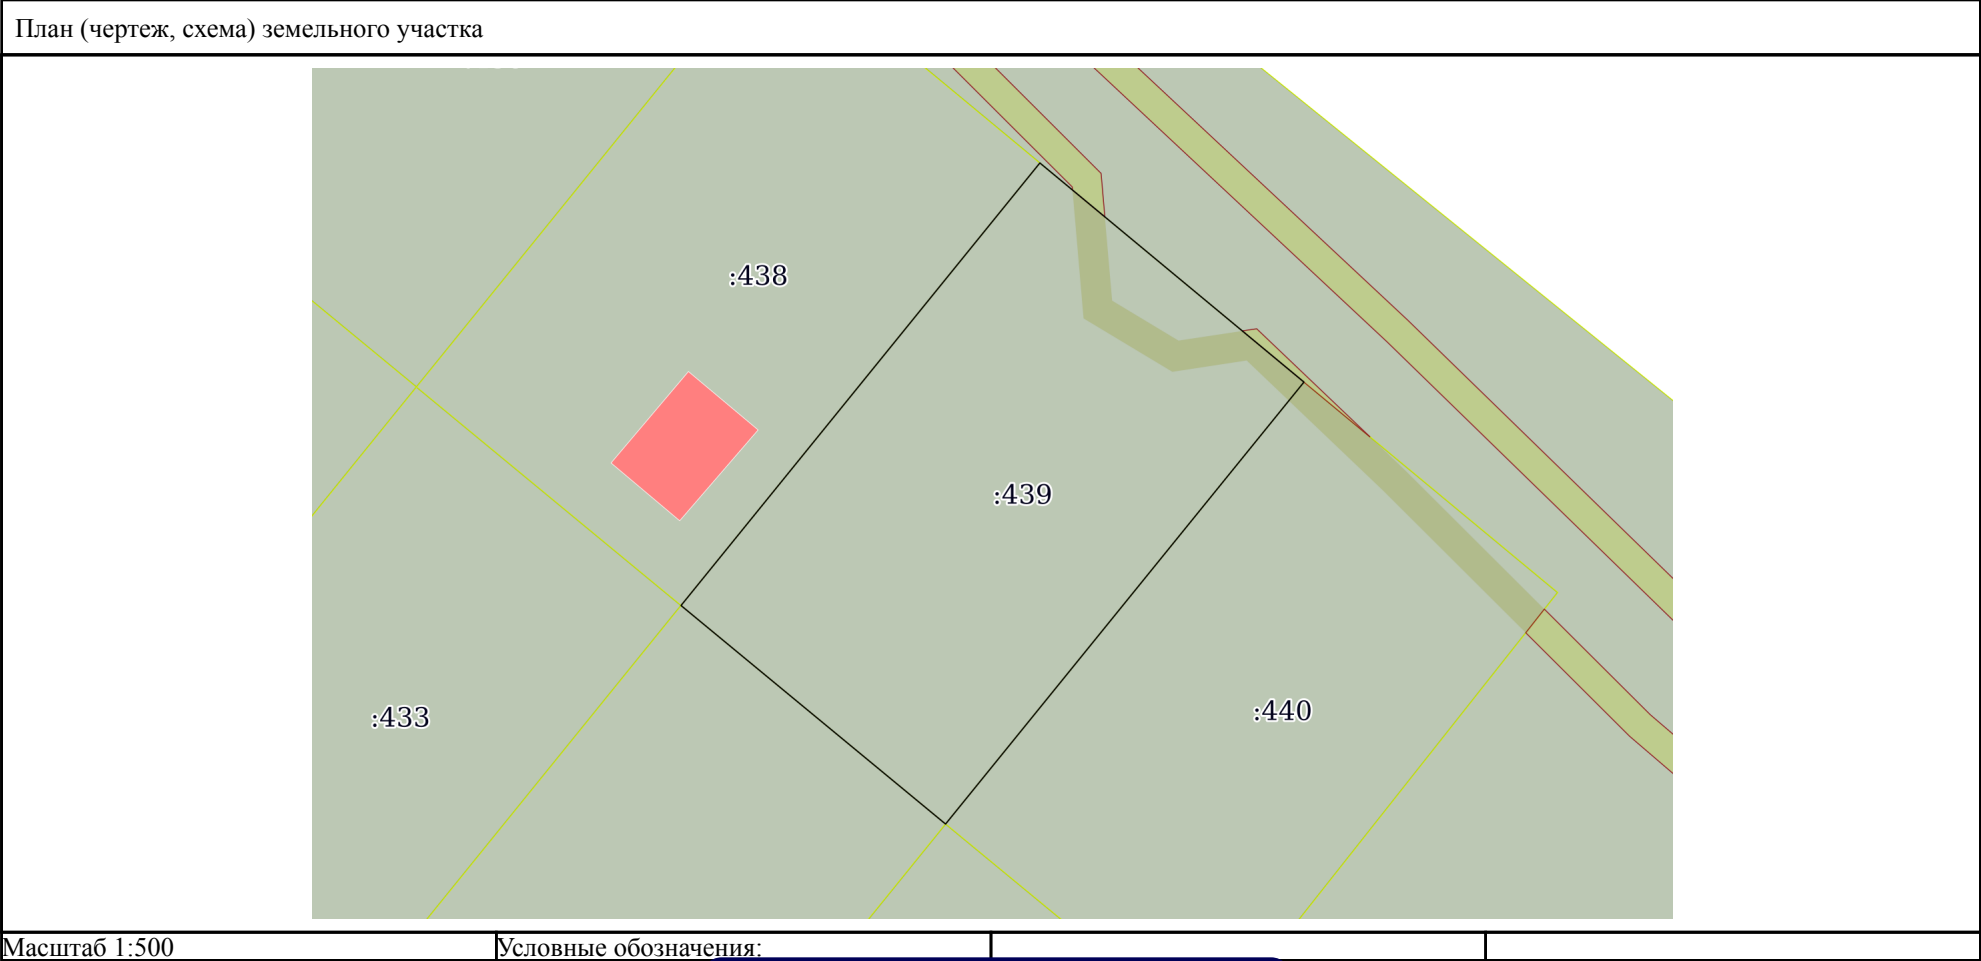 План (чертеж, схема) земельного участка
:438
:439
:433
:440
Масштаб 1:500
Условные обозначения: